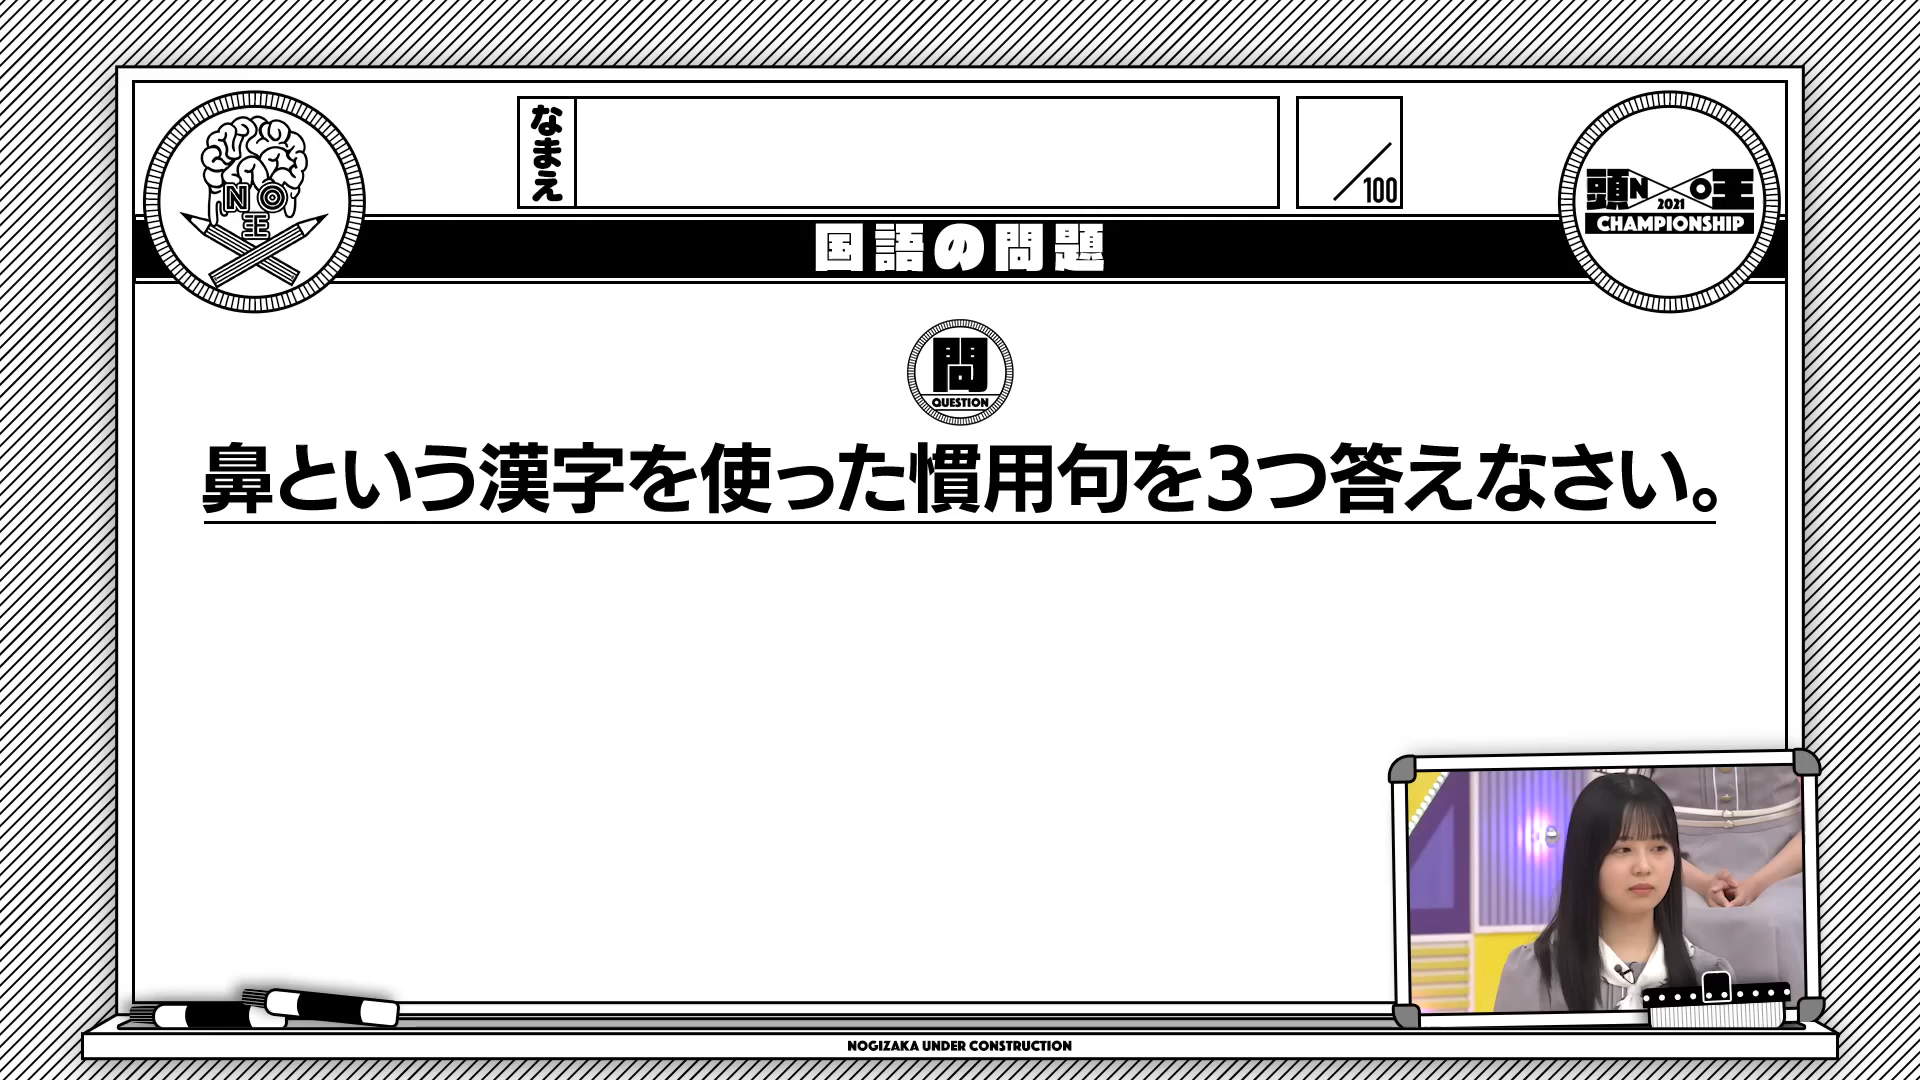 なまえ
/100
NO
王
頭NO王
2021
CHAMPIONSHIP
国語の問題
問
QUESTION
鼻という漢字を使った慣用句を3つ答えなさい。
NOGIZAKA UNDER CONSTRUCTION